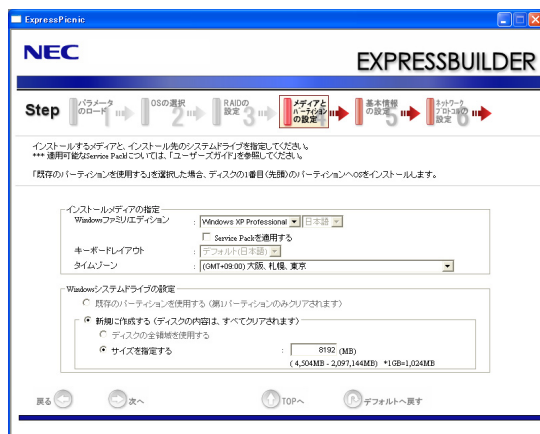 ExpressPicnic
NEC
EXPRESSBUILDER
Step
パラメータのロード 1
OSの選択 2
RAIDの設定 3
メディアとパーティションの設定 4
基本情報の設定 5
ネットワークプロトコルの設定 6
インストールするメディアと、インストール先のシステムドライブを指定してください。
*** 適用可能なService Packについては、「ユーザーズガイド」を参照してください。
「既存のパーティションを使用する」を選択した場合、ディスクの1番目(先頭)のパーティションへOSをインストールします。
インストールメディアの指定
Windowsファミリ/エディション : Windows XP Professional 日本語
Service Packを適用する
キーボードレイアウト : デフォルト(日本語)
タイムゾーン : (GMT+09:00) 大阪、札幌、東京
Windowsシステムドライブの設定
既存のパーティションを使用する (第1パーティションのみクリアされます)
新規に作成する (ディスクの内容は、すべてクリアされます)
ディスクの全領域を使用する
サイズを指定する : 8192 (MB)
( 4,504MB - 2,097,144MB) *1GB=1,024MB
戻る 次へ TOPへ デフォルトへ戻す